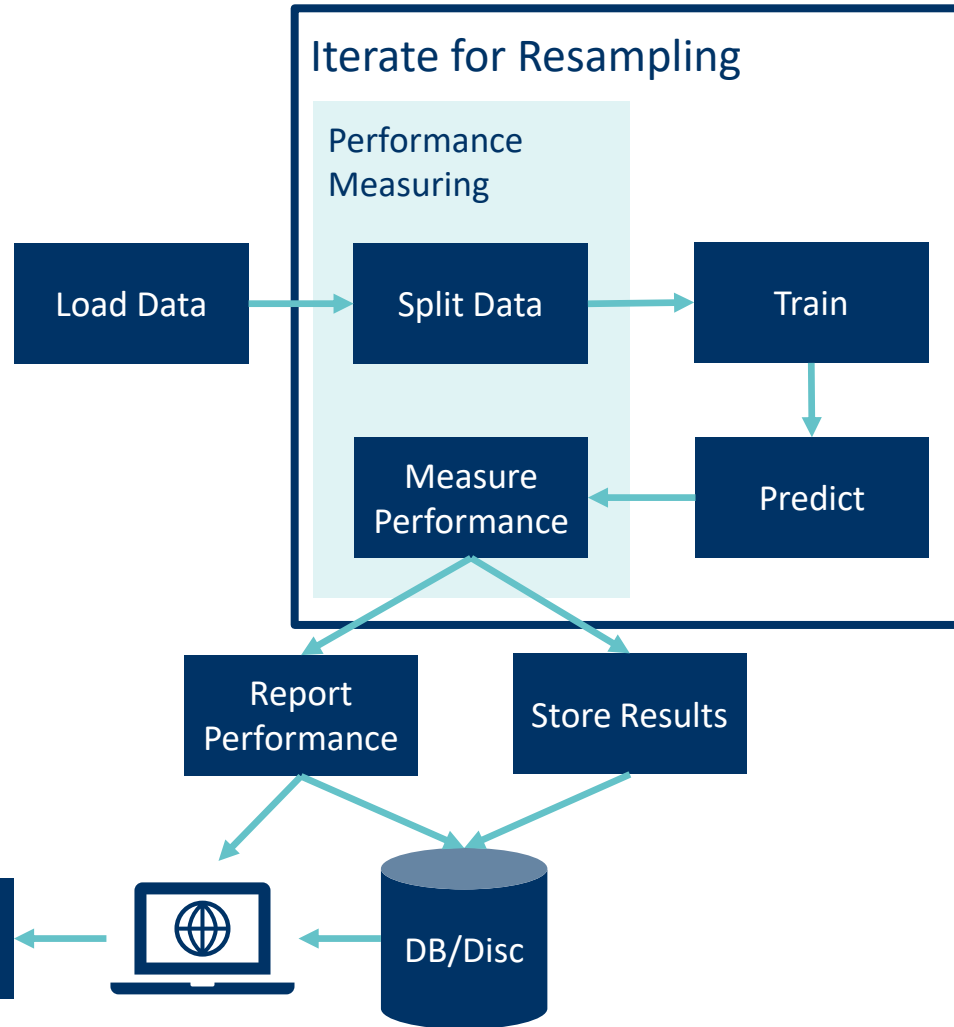 Iterate for Resampling
Performance
Measuring
Load Data
Split Data
Train
Measure
Performance
Predict
Report
Performance
Store Results
DB/Disc